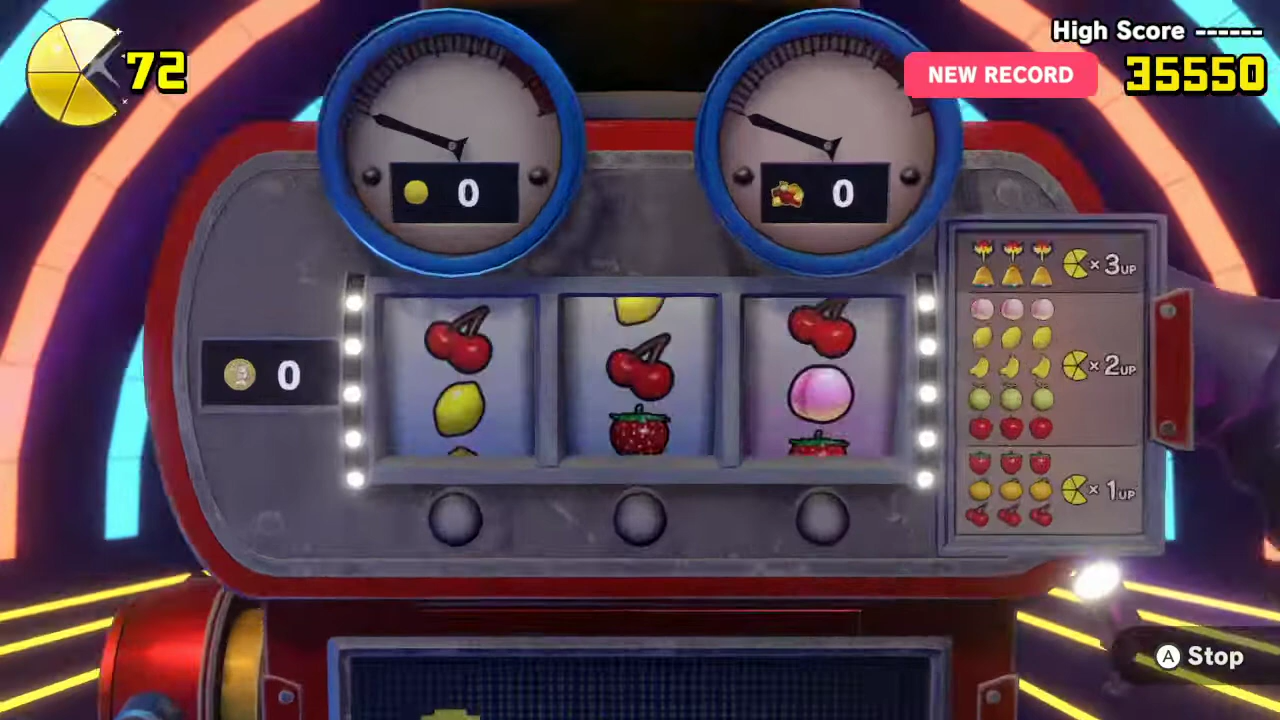 High Score ------
72
NEW RECORD
35550
0
0
0
× 3UP
× 2UP
× 1UP
A Stop